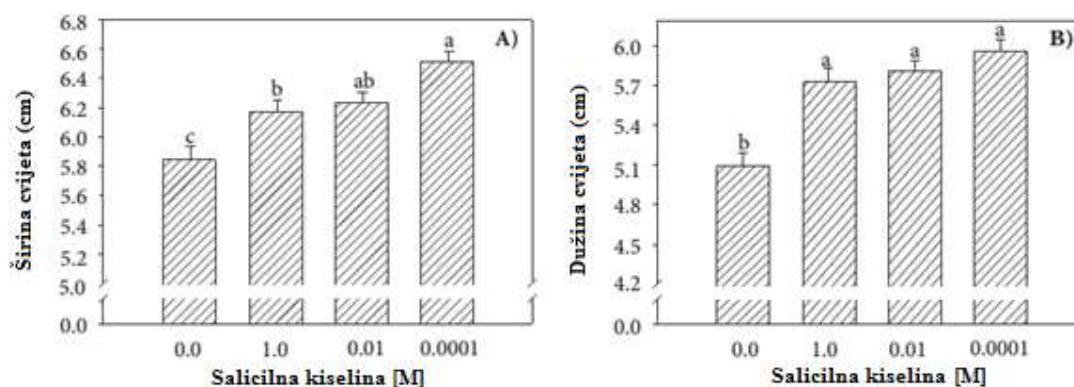 A)
Širina cvijeta (cm)
6.8
6.6
6.4
6.2
6.0
5.8
5.6
5.4
5.2
5.0
0.0
c
b
ab
a
0.0 1.0 0.01 0.0001
Salicilna kiselina [M]
B)
Dužina cvijeta (cm)
6.0
5.7
5.4
5.1
4.8
4.5
4.2
0.0
b
a
a
a
0.0 1.0 0.01 0.0001
Salicilna kiselina [M]